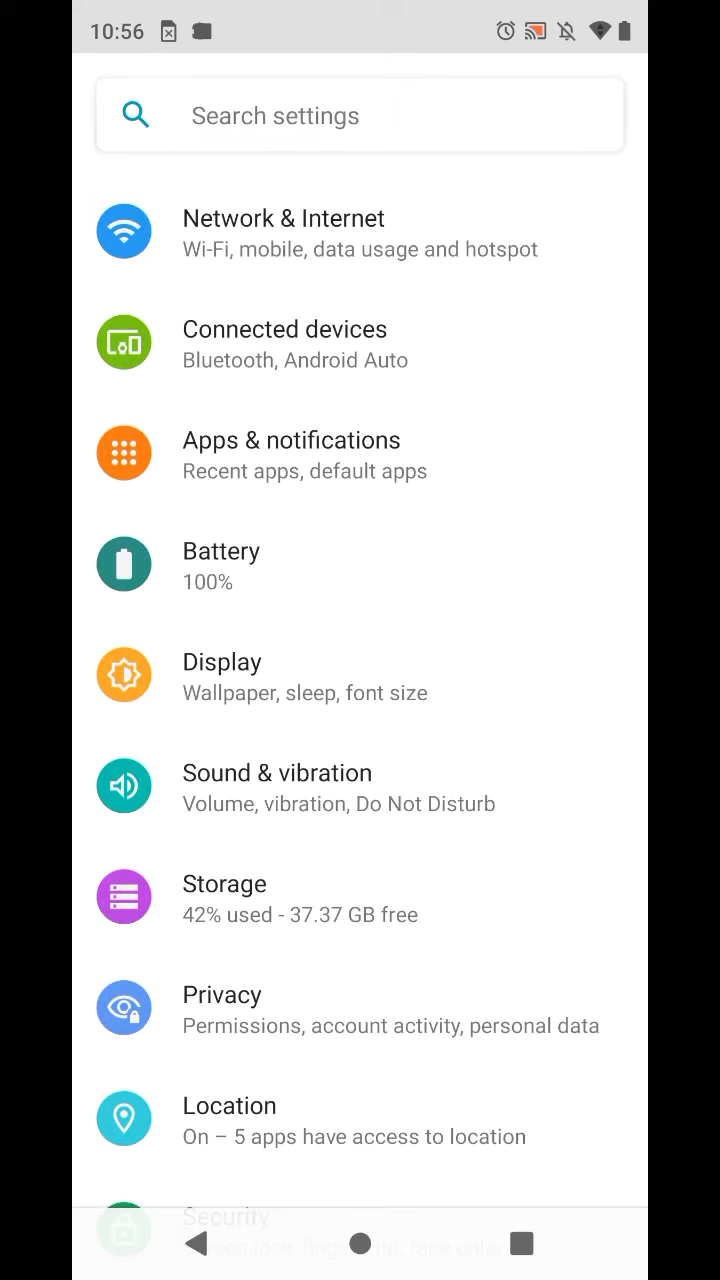 10:56
Search settings
Network & Internet
Wi-Fi, mobile, data usage and hotspot
Connected devices
Bluetooth, Android Auto
Apps & notifications
Recent apps, default apps
Battery
100%
Display
Wallpaper, sleep, font size
Sound & vibration
Volume, vibration, Do Not Disturb
Storage
42% used - 37.37 GB free
Privacy
Permissions, account activity, personal data
Location
On – 5 apps have access to location
Security